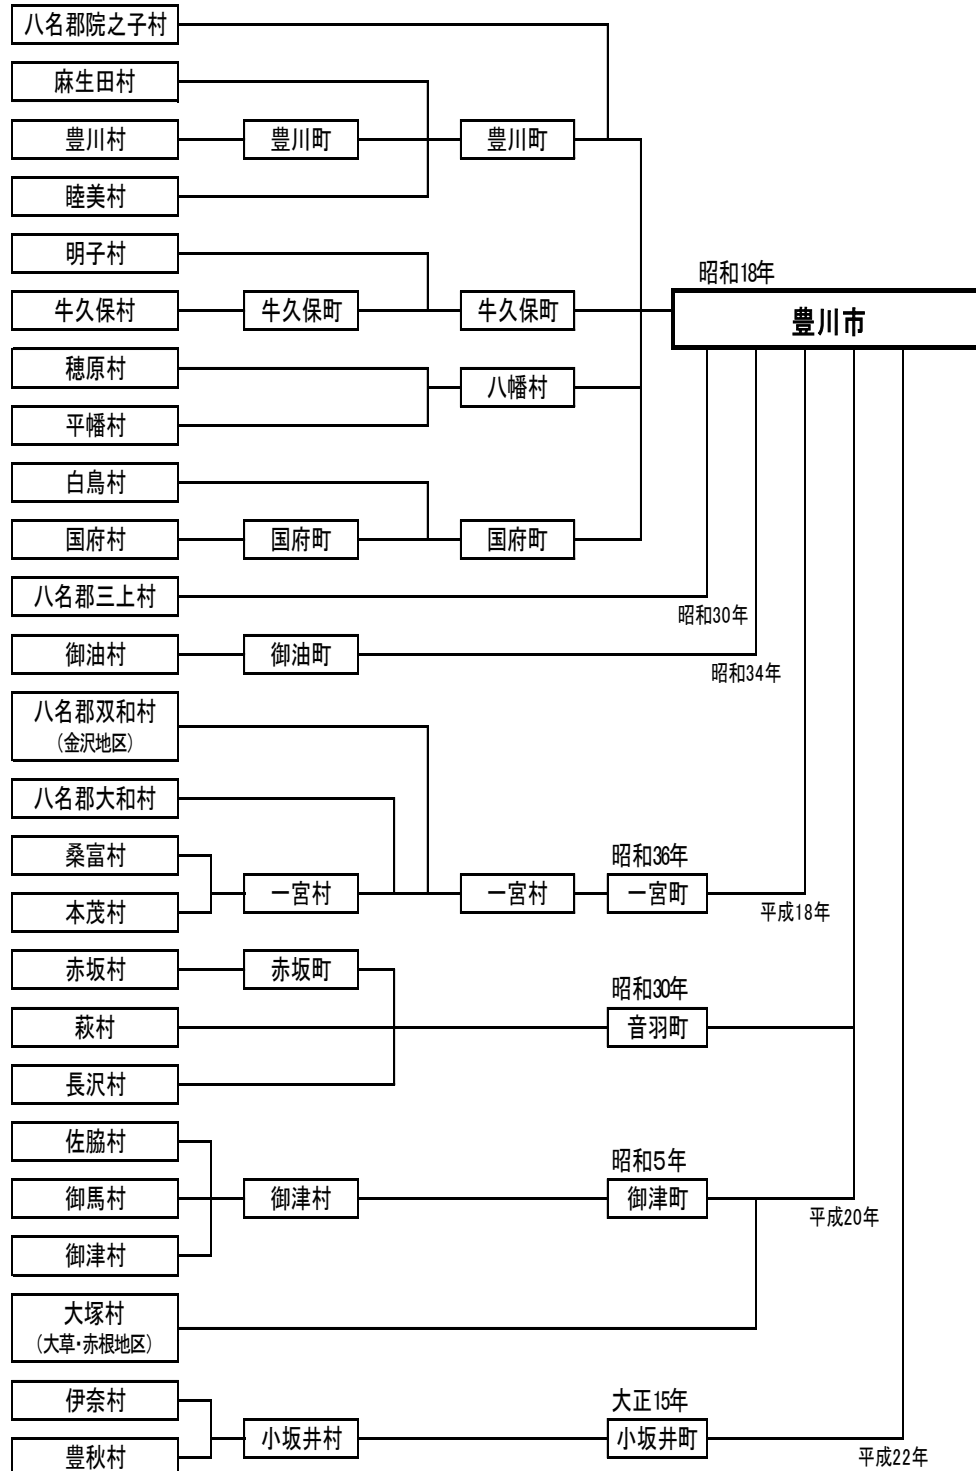 八名郡院之子村
麻生田村
豊川村
豊川町
豊川町
睦美村
明子村
昭和18年
牛久保村
牛久保町
牛久保町
豊川市
穂原村
八幡村
平幡村
白鳥村
国府村
国府町
国府町
八名郡三上村
昭和30年
御油村
御油町
昭和34年
八名郡双和村
（金沢地区）
八名郡大和村
桑富村
昭和36年
一宮村
一宮村
一宮町
本茂村
平成18年
赤坂村
赤坂町
昭和30年
萩村
音羽町
長沢村
佐脇村
昭和5年
御馬村
御津村
御津町
平成20年
御津村
大塚村
（大草・赤根地区）
伊奈村
大正15年
小坂井村
小坂井町
豊秋村
平成22年